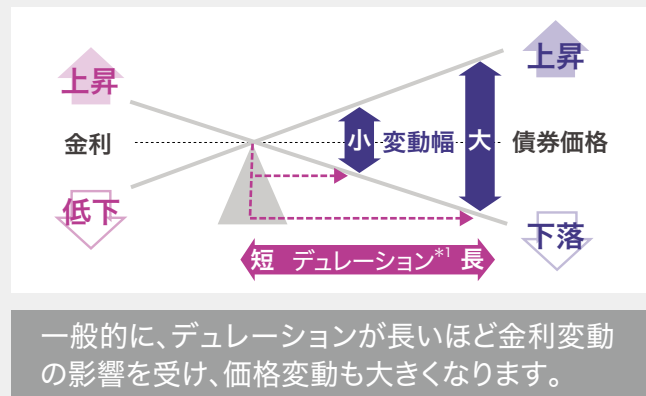 上昇
上昇
金利
小 変動幅 大
債券価格
低下
下落
短 デュレーション*1 長
一般的に、デュレーションが長いほど金利変動
の影響を受け、価格変動も大きくなります。